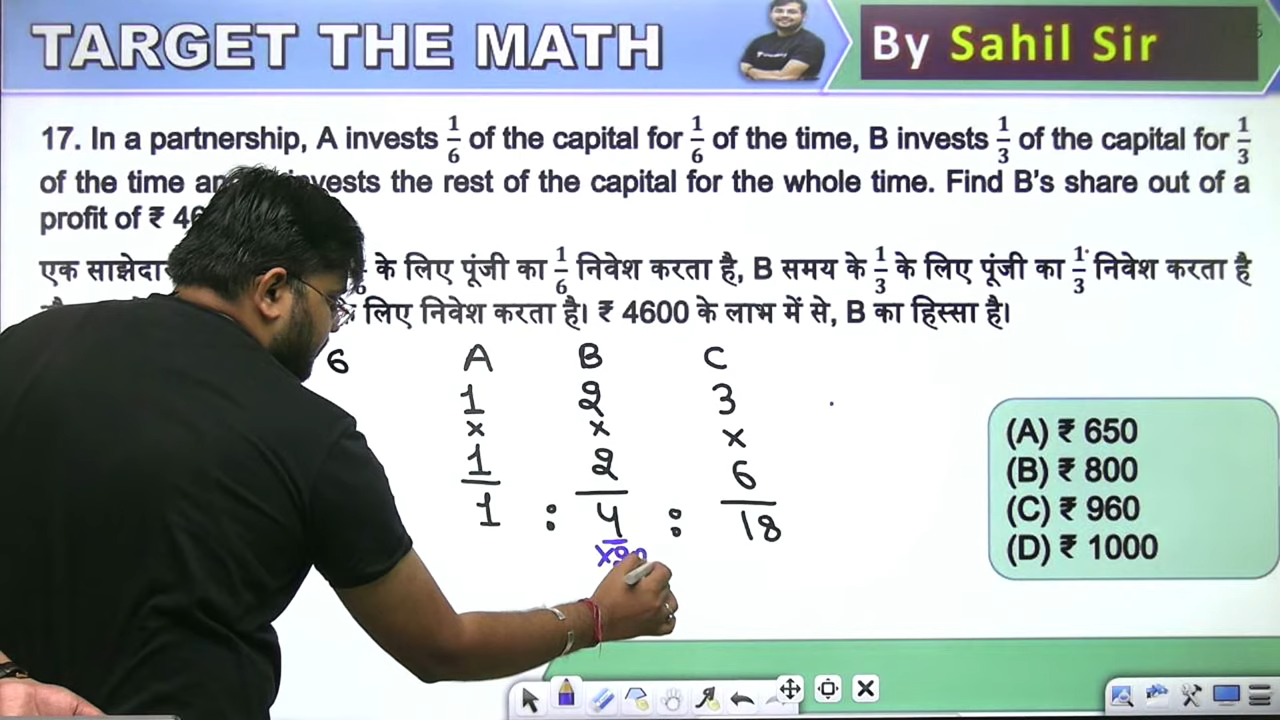 TARGET THE MATH
By Sahil Sir
17. In a partnership, A invests 1/6 of the capital for 1/6 of the time, B invests 1/3 of the capital for 1/3
of the time invests the rest of the capital for the whole time. Find B's share out of a
profit of ₹
एक के लिए पूंजी का 1/6 निवेश करता है, B समय के 1/3 के लिए पूंजी का 1/3 निवेश करता है
लिए निवेश करता है। ₹ 4600 के लाभ में से, B का हिस्सा है।
6 A B C
1 2 3
× × ×
1 2 6
1 : 4 : 18
(A) ₹ 650
(B) ₹ 800
(C) ₹ 960
(D) ₹ 1000